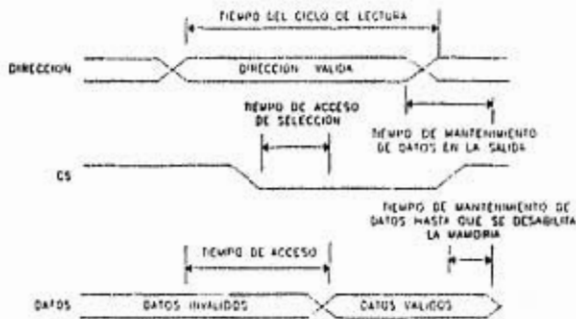 TIEMPO DEL CICLO DE LECTURA
DIRECCION
DIRECCIÓN VALIDA
TIEMPO DE ACCESO
DE SELECCIÓN
TIEMPO DE MANTENIMIENTO
DE DATOS EN LA SALIDA
CS
TIEMPO DE MANTENIMIENTO DE
DATOS HASTA QUE SE DESABILITA
LA MAMORIA
TIEMPO DE ACCESO
DATOS
DATOS INVALIDOS
DATOS VALIDOS